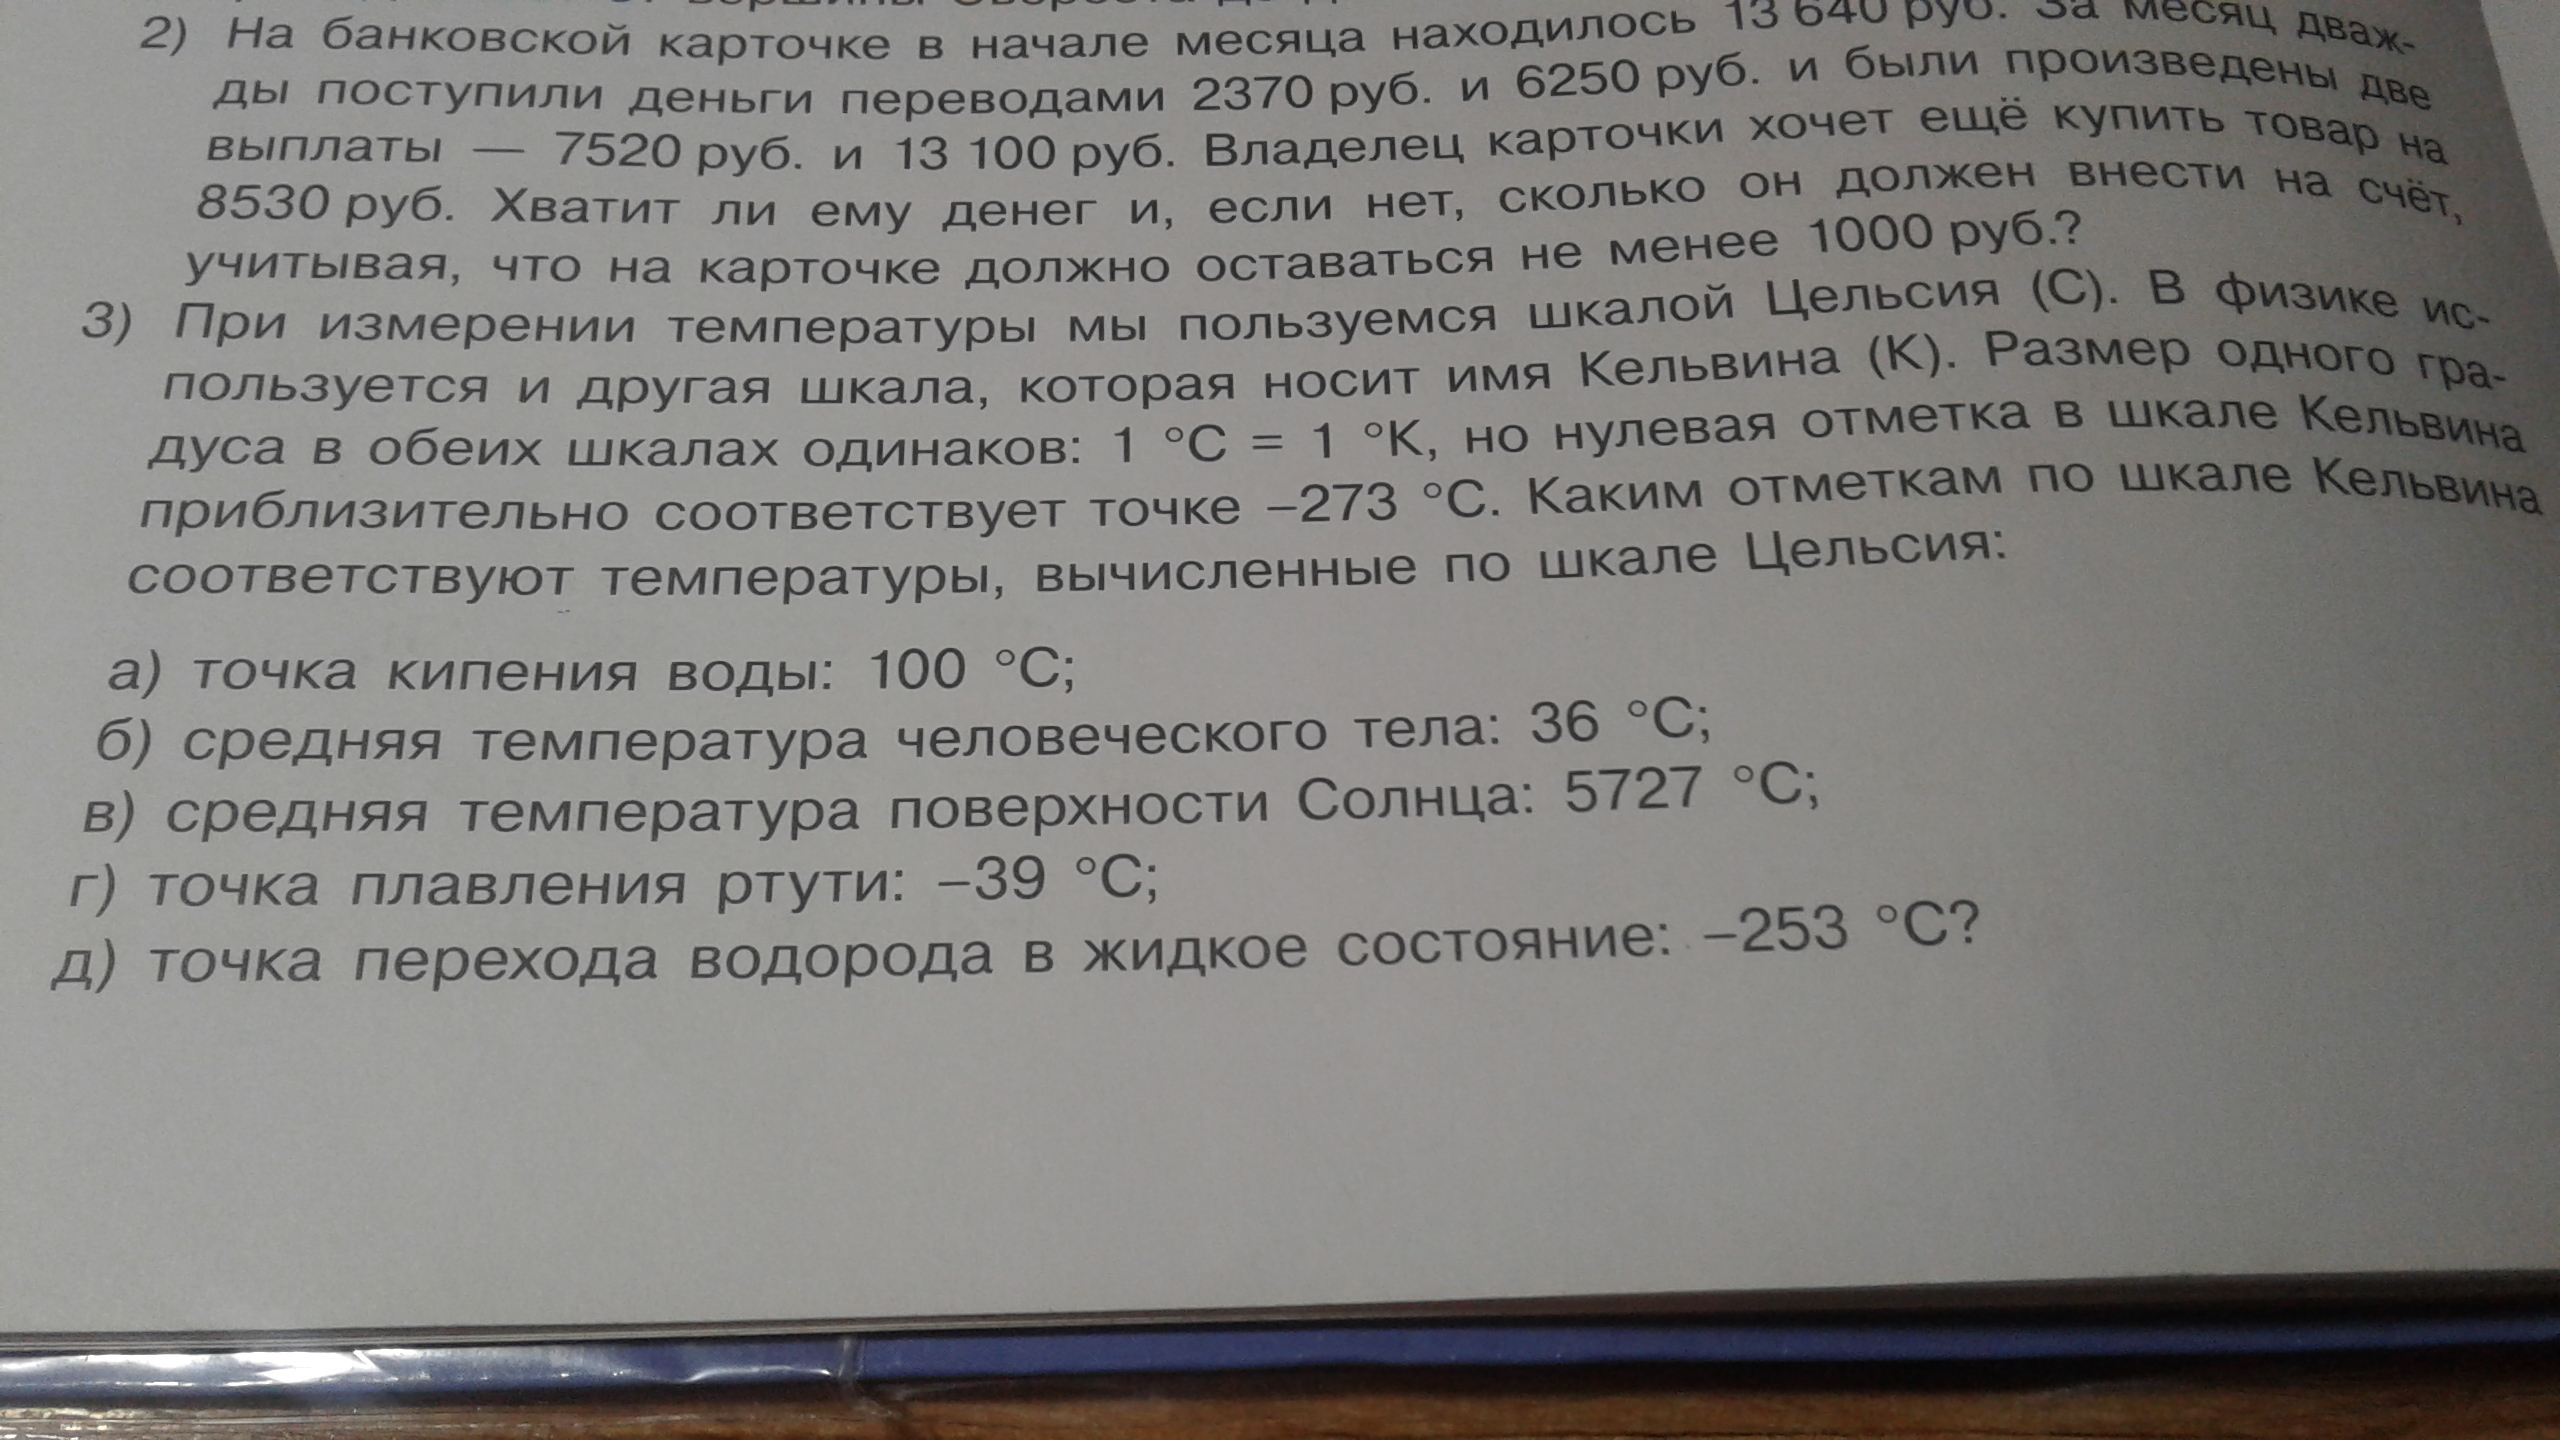 2) На банковской карточке в начале месяца находилось 13 640 руб. За месяц дваж-
ды поступили деньги переводами 2370 руб. и 6250 руб. и были произведены две
выплаты — 7520 руб. и 13 100 руб. Владелец карточки хочет ещё купить товар на
8530 руб. Хватит ли ему денег и, если нет, сколько он должен внести на счёт,
учитывая, что на карточке должно оставаться не менее 1000 руб.?
3) При измерении температуры мы пользуемся шкалой Цельсия (С). В физике ис-
пользуется и другая шкала, которая носит имя Кельвина (К). Размер одного гра-
дуса в обеих шкалах одинаков: 1 °С = 1 °К, но нулевая отметка в шкале Кельвина
приблизительно соответствует точке –273 °С. Каким отметкам по шкале Кельвина
соответствуют температуры, вычисленные по шкале Цельсия:
а) точка кипения воды: 100 °С;
б) средняя температура человеческого тела: 36 °С;
в) средняя температура поверхности Солнца: 5727 °С;
г) точка плавления ртути: –39 °С;
д) точка перехода водорода в жидкое состояние: –253 °С?